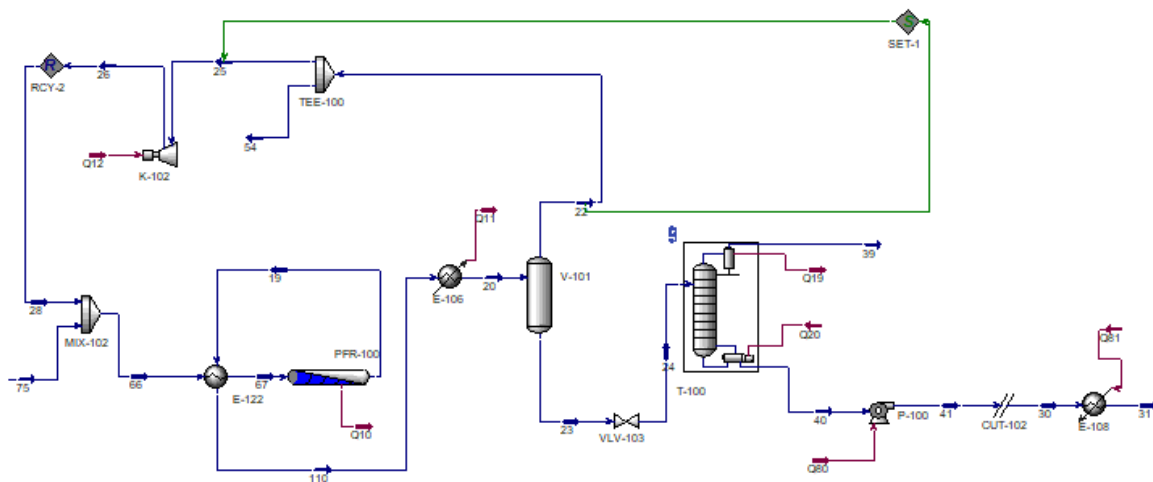 S
SET-1
R
RCY-2
26
25
TEE-100
54
Q12
K-102
22
Q11
E-106
20
V-101
39
Q19
Q20
24
T-100
19
28
MIX-102
75
66
E-122
67
PFR-100
Q10
110
23
VLV-103
40
P-100
41
Q80
CUT-102
30
Q81
E-108
31